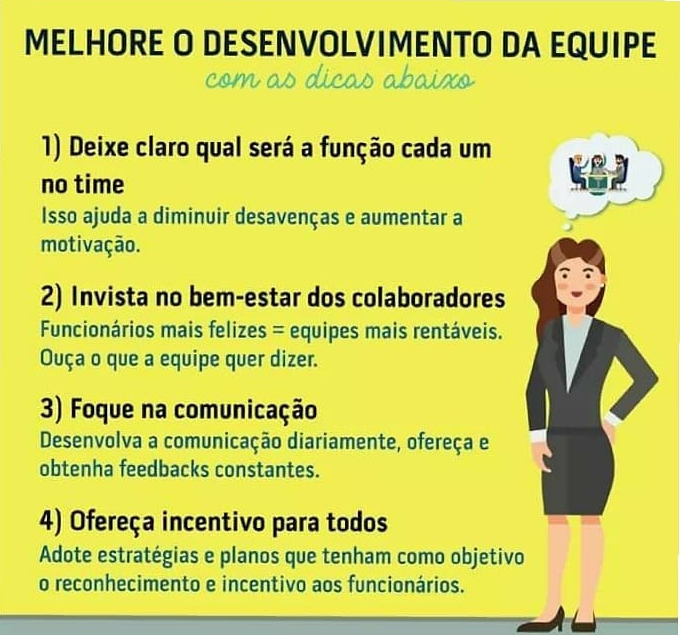 MELHORE O DESENVOLVIMENTO DA EQUIPE
com as dicas abaixo
1) Deixe claro qual será a função cada um
no time
Isso ajuda a diminuir desavenças e aumentar a
motivação.
2) Invista no bem-estar dos colaboradores
Funcionários mais felizes = equipes mais rentáveis.
Ouça o que a equipe quer dizer.
3) Foque na comunicação
Desenvolva a comunicação diariamente, ofereça e
obtenha feedbacks constantes.
4) Ofereça incentivo para todos
Adote estratégias e planos que tenham como objetivo
o reconhecimento e incentivo aos funcionários.